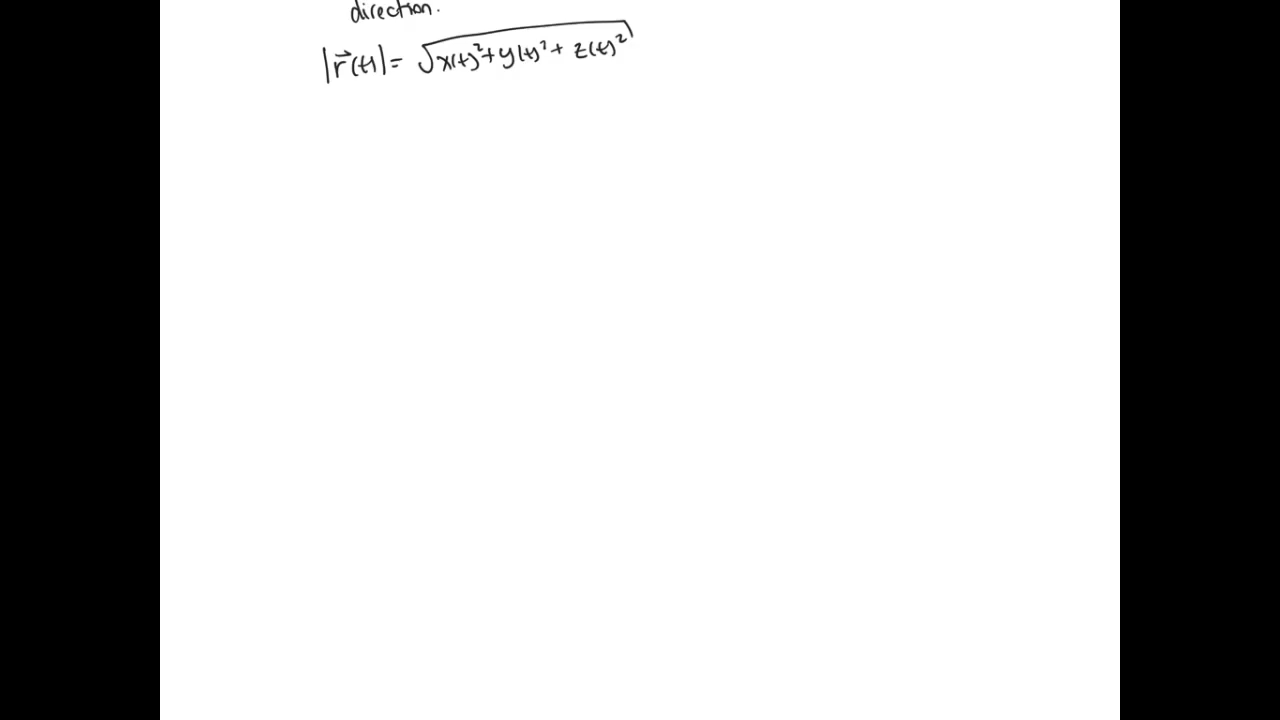 direction.
|r⃗(t)| = √x(t)²+y(t)²+ z(t)²